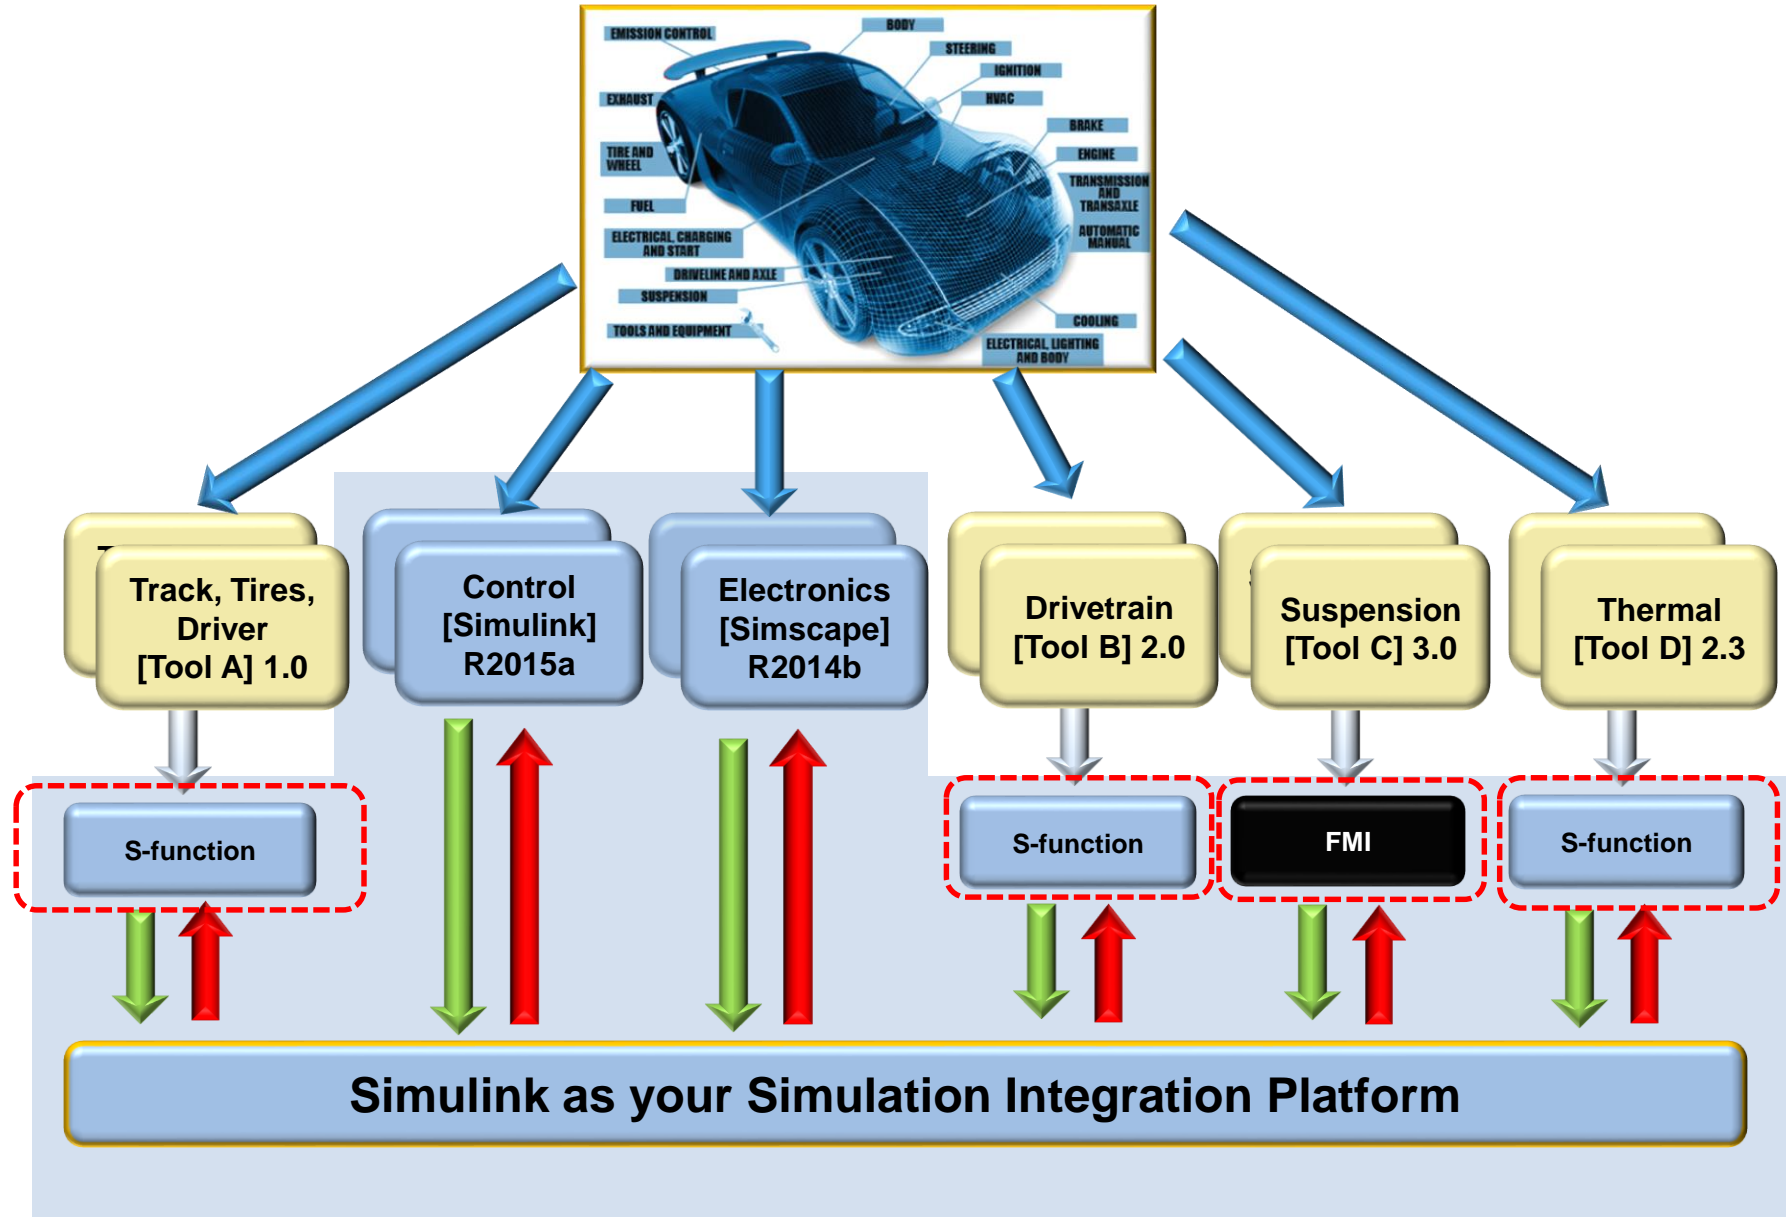 EMISSION CONTROL
BODY
STEERING
IGNITION
HVAC
EXHAUST
BRAKE
TIRE AND
WHEEL
ENGINE
TRANSMISSION
AND
TRANSAXLE
FUEL
AUTOMATIC
MANUAL
ELECTRICAL, CHARGING
AND START
DRIVELINE AND AXLE
SUSPENSION
COOLING
TOOLS AND EQUIPMENT
ELECTRICAL, LIGHTING
AND BODY
Track, Tires,
Driver
[Tool A] 1.0
Control
[Simulink]
R2015a
Electronics
[Simscape]
R2014b
Drivetrain
[Tool B] 2.0
Suspension
[Tool C] 3.0
Thermal
[Tool D] 2.3
S-function
S-function
FMI
S-function
Simulink as your Simulation Integration Platform